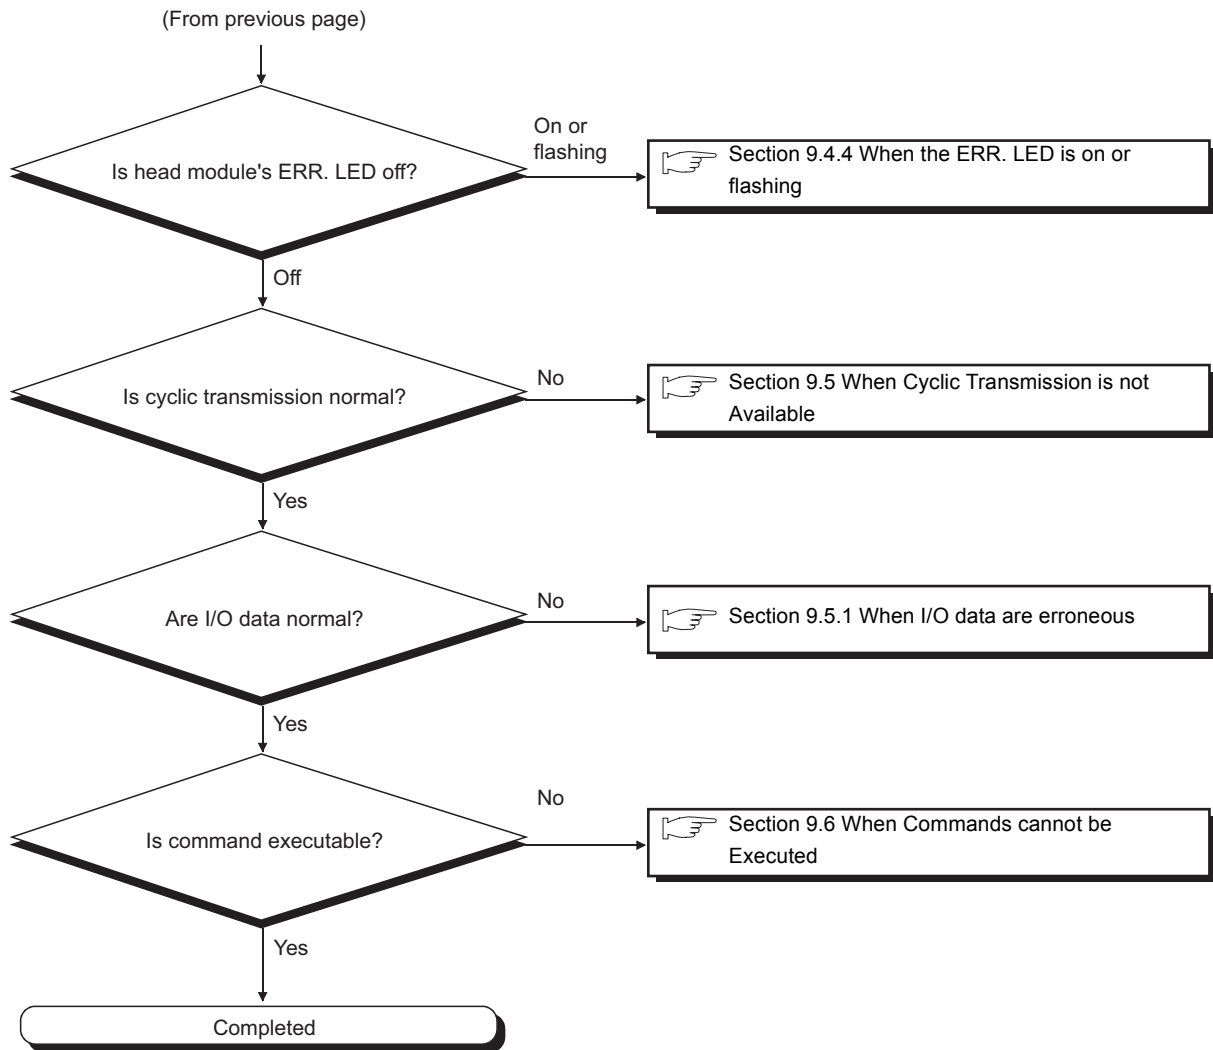 (From previous page)
Is head module's ERR. LED off?
On or
flashing
Section 9.4.4 When the ERR. LED is on or
flashing
Off
Is cyclic transmission normal?
No
Section 9.5 When Cyclic Transmission is not
Available
Yes
Are I/O data normal?
No
Section 9.5.1 When I/O data are erroneous
Yes
Is command executable?
No
Section 9.6 When Commands cannot be
Executed
Yes
Completed